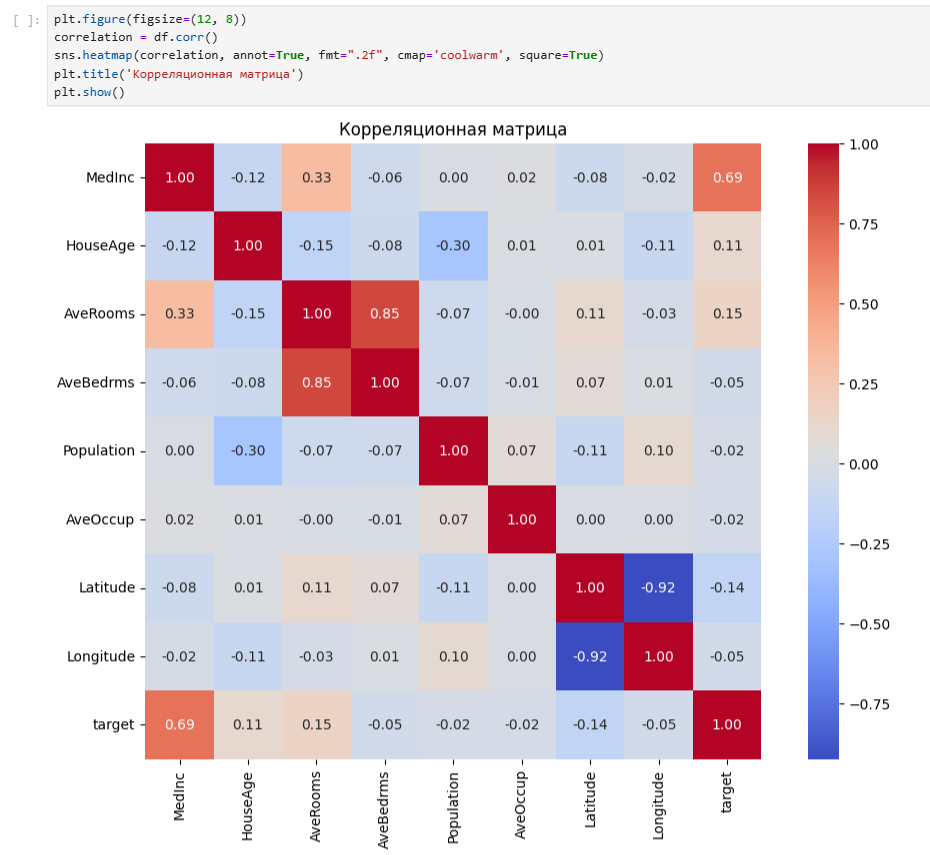 [ ]:
plt.figure(figsize=(12, 8))
correlation = df.corr()
sns.heatmap(correlation, annot=True, fmt=".2f", cmap='coolwarm', square=True)
plt.title('Корреляционная матрица')
plt.show()
Корреляционная матрица
MedInc 1.00 -0.12 0.33 -0.06 0.00 0.02 -0.08 -0.02 0.69
HouseAge -0.12 1.00 -0.15 -0.08 -0.30 0.01 0.01 -0.11 0.11
AveRooms 0.33 -0.15 1.00 0.85 -0.07 -0.00 0.11 -0.03 0.15
AveBedrms -0.06 -0.08 0.85 1.00 -0.07 -0.01 0.07 0.01 -0.05
Population 0.00 -0.30 -0.07 -0.07 1.00 0.07 -0.11 0.10 -0.02
AveOccup 0.02 0.01 -0.00 -0.01 0.07 1.00 0.00 0.00 -0.02
Latitude -0.08 0.01 0.11 0.07 -0.11 0.00 1.00 -0.92 -0.14
Longitude -0.02 -0.11 -0.03 0.01 0.10 0.00 -0.92 1.00 -0.05
target 0.69 0.11 0.15 -0.05 -0.02 -0.02 -0.14 -0.05 1.00
MedInc HouseAge AveRooms AveBedrms Population AveOccup Latitude Longitude target
1.00
0.75
0.50
0.25
0.00
−0.25
−0.50
−0.75